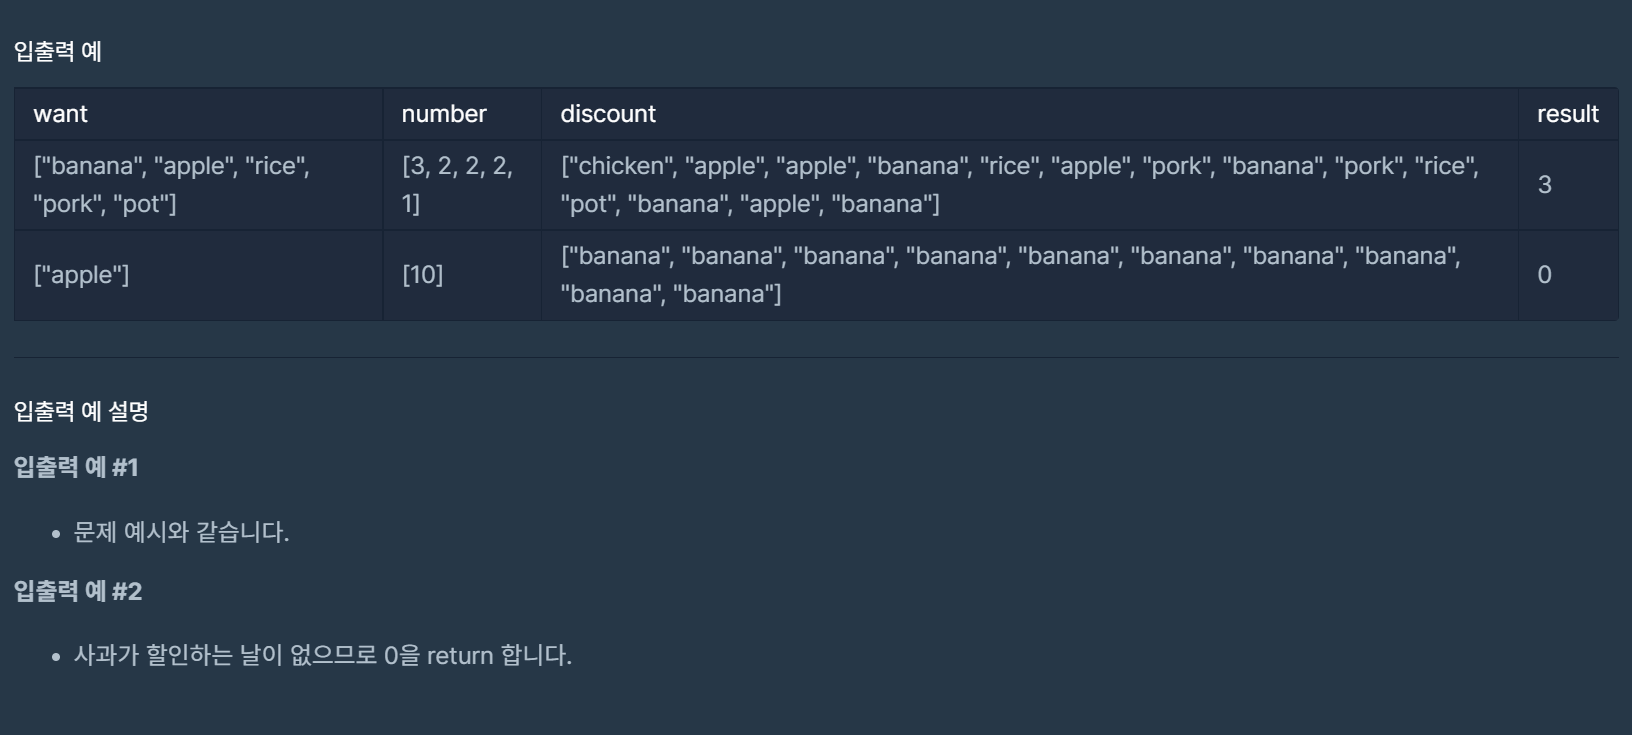 입출력 예
want number discount result
["banana", "apple", "rice", [3, 2, 2, 2, ["chicken", "apple", "apple", "banana", "rice", "apple", "pork", "banana", "pork", "rice", 3
"pork", "pot"] 1] "pot", "banana", "apple", "banana"]
["apple"] [10] ["banana", "banana", "banana", "banana", "banana", "banana", "banana", "banana", 0
"banana", "banana"]
입출력 예 설명
입출력 예 #1
• 문제 예시와 같습니다.
입출력 예 #2
• 사과가 할인하는 날이 없으므로 0을 return 합니다.